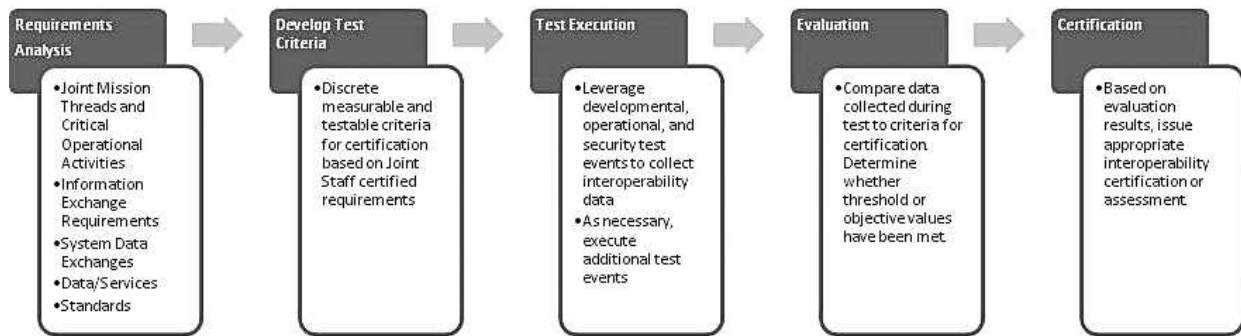 Requirements
Analysis
•Joint Mission
Threads and
Critical
Operational
Activities
•Information
Exchange
Requirements
•System Data
Exchanges
•Data/Services
•Standards
Develop Test
Criteria
•Discrete
measurable and
testable criteria
for certification
based on Joint
Staff certified
requirements
Test Execution
•Leverage
developmental,
operational, and
security test
events to collect
interoperability
data
•As necessary,
execute
additional test
events
Evaluation
•Compare data
collected during
test to criteria for
certification.
Determine
whether
threshold or
objective values
have been met.
Certification
•Based on
evaluation
results, issue
appropriate
interoperability
certification or
assessment.